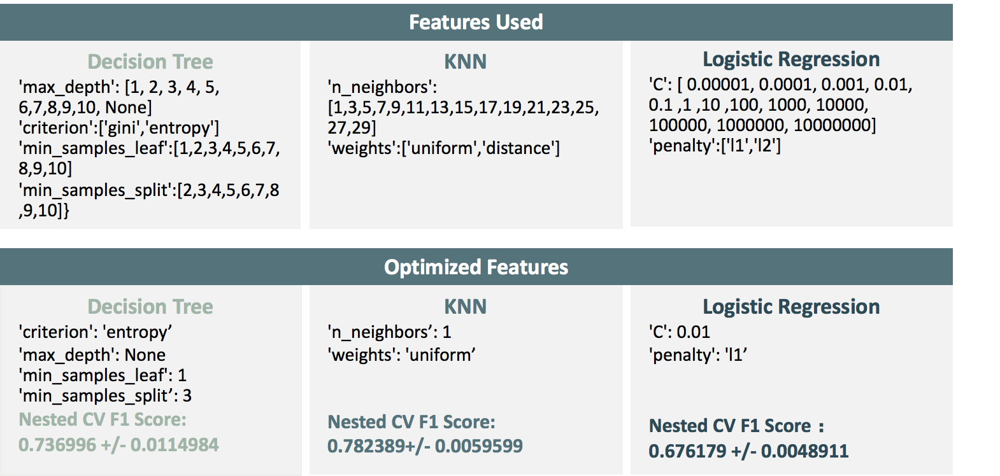 Features Used
Decision Tree
'max_depth': [1, 2, 3, 4, 5,
6,7,8,9,10, None]
'criterion':['gini','entropy']
'min_samples_leaf':[1,2,3,4,5,6,7,
8,9,10]
'min_samples_split':[2,3,4,5,6,7,8
,9,10]}
KNN
'n_neighbors':
[1,3,5,7,9,11,13,15,17,19,21,23,25,
27,29]
'weights':['uniform','distance']
Logistic Regression
'C': [ 0.00001, 0.0001, 0.001, 0.01,
0.1 ,1 ,10 ,100, 1000, 10000,
100000, 1000000, 10000000]
'penalty':['l1','l2']
Optimized Features
Decision Tree
'criterion': 'entropy’
'max_depth': None
'min_samples_leaf': 1
'min_samples_split’: 3
Nested CV F1 Score:
0.736996 +/- 0.0114984
KNN
'n_neighbors’: 1
'weights': 'uniform’
Nested CV F1 Score:
0.782389+/- 0.0059599
Logistic Regression
'C': 0.01
'penalty': 'l1’
Nested CV F1 Score :
0.676179 +/- 0.0048911